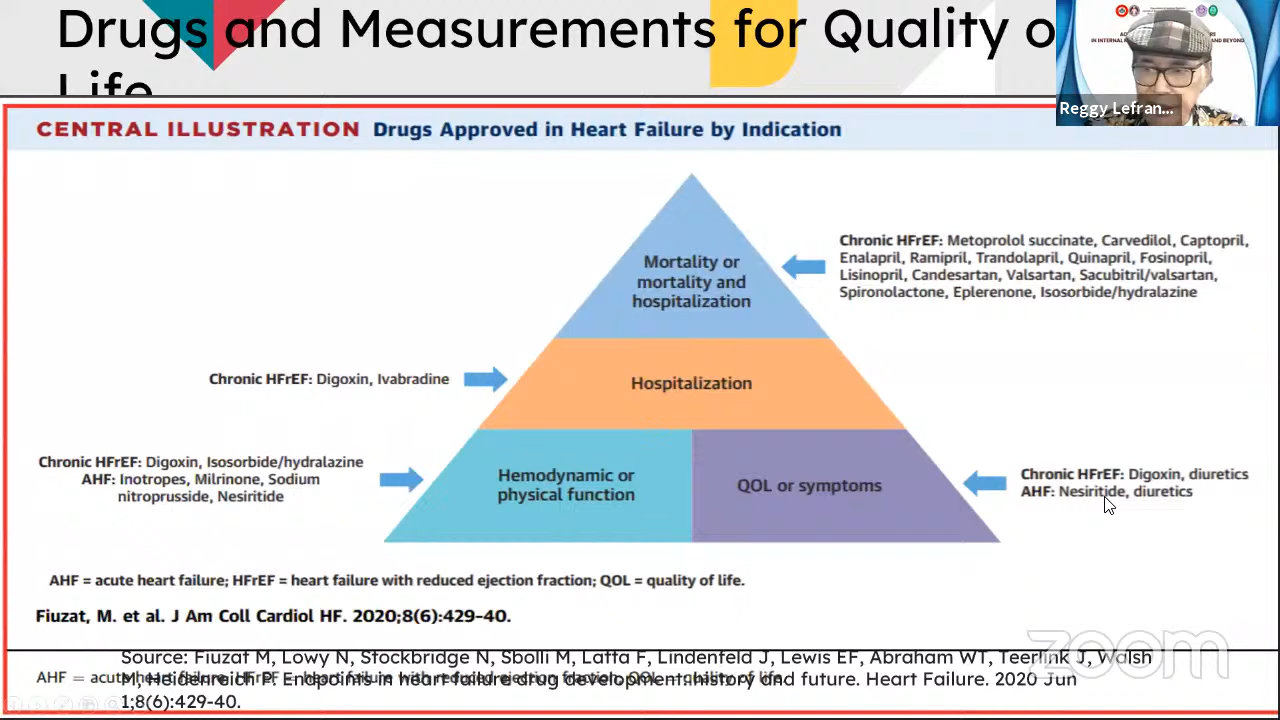 Drugs and Measurements for Quality o
Life
Reggy Lefran...
CENTRAL ILLUSTRATION Drugs Approved in Heart Failure by Indication
Mortality or
mortality and
hospitalization
Chronic HFrEF: Metoprolol succinate, Carvedilol, Captopril,
Enalapril, Ramipril, Trandolapril, Quinapril, Fosinopril,
Lisinopril, Candesartan, Valsartan, Sacubitril/valsartan,
Spironolactone, Eplerenone, Isosorbide/hydralazine
Chronic HFrEF: Digoxin, Ivabradine
Hospitalization
Chronic HFrEF: Digoxin, Isosorbide/hydralazine
AHF: Inotropes, Milrinone, Sodium
nitroprusside, Nesiritide
Hemodynamic or
physical function
QOL or symptoms
Chronic HFrEF: Digoxin, diuretics
AHF: Nesiritide, diuretics
AHF = acute heart failure; HFrEF = heart failure with reduced ejection fraction; QOL = quality of life.
Fiuzat, M. et al. J Am Coll Cardiol HF. 2020;8(6):429–40.
zoom
Source: Fiuzat M, Lowy N, Stockbridge N, Sbolli M, Latta F, Lindenfeld J, Lewis EF, Abraham WT, Teerlink J, Walsh
M, Heidenreich P. Endpoints in heart failure drug development: history and future. Heart Failure. 2020 Jun
AHF = acute heart failure; HFrEF = heart failure with reduced ejection fraction; QOL = quality of life.
1;8(6):429-40.